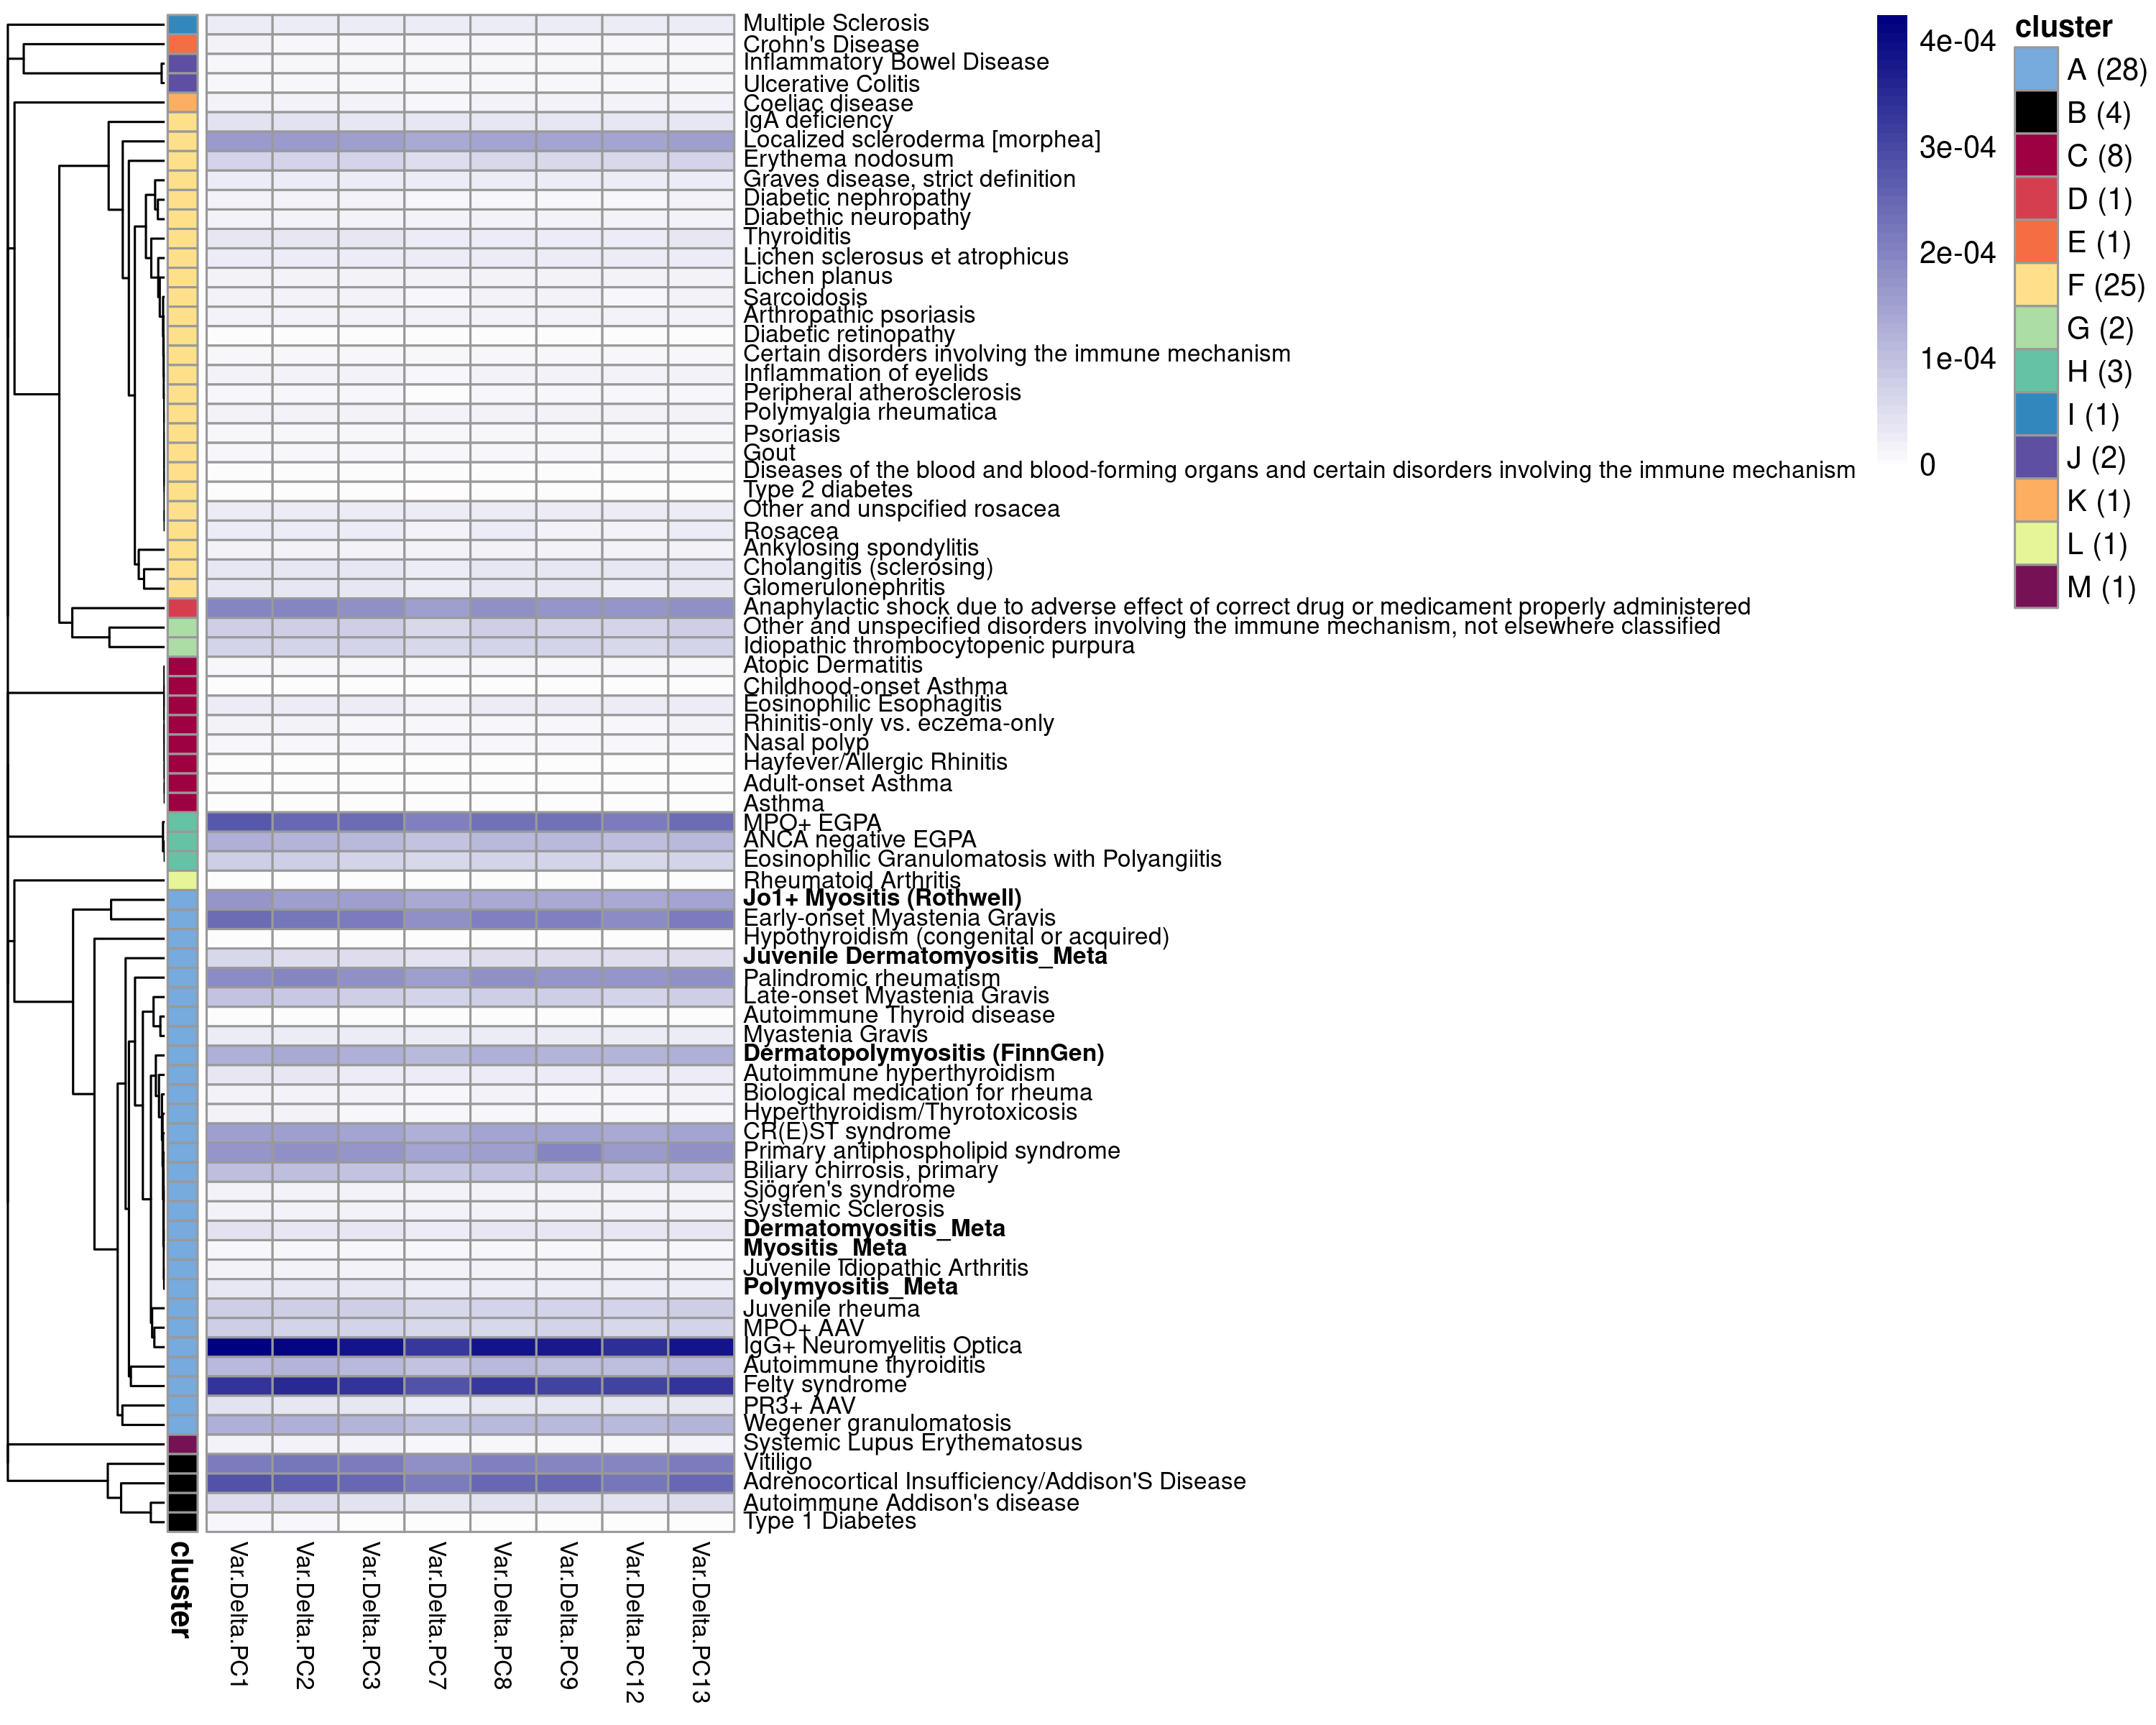 Multiple Sclerosis
Crohn's Disease
Inflammatory Bowel Disease
Ulcerative Colitis
Coeliac disease
IgA deficiency
Localized scleroderma [morphea]
Erythema nodosum
Graves disease, strict definition
Diabetic nephropathy
Diabethic neuropathy
Thyroiditis
Lichen sclerosus et atrophicus
Lichen planus
Sarcoidosis
Arthropathic psoriasis
Diabetic retinopathy
Certain disorders involving the immune mechanism
Inflammation of eyelids
Peripheral atherosclerosis
Polymyalgia rheumatica
Psoriasis
Gout
Diseases of the blood and blood-forming organs and certain disorders involving the immune mechanism
Type 2 diabetes
Other and unspcified rosacea
Rosacea
Ankylosing spondylitis
Cholangitis (sclerosing)
Glomerulonephritis
Anaphylactic shock due to adverse effect of correct drug or medicament properly administered
Other and unspecified disorders involving the immune mechanism, not elsewhere classified
Idiopathic thrombocytopenic purpura
Atopic Dermatitis
Childhood-onset Asthma
Eosinophilic Esophagitis
Rhinitis-only vs. eczema-only
Nasal polyp
Hayfever/Allergic Rhinitis
Adult-onset Asthma
Asthma
MPO+ EGPA
ANCA negative EGPA
Eosinophilic Granulomatosis with Polyangiitis
Rheumatoid Arthritis
Jo1+ Myositis (Rothwell)
Early-onset Myastenia Gravis
Hypothyroidism (congenital or acquired)
Juvenile Dermatomyositis_Meta
Palindromic rheumatism
Late-onset Myastenia Gravis
Autoimmune Thyroid disease
Myastenia Gravis
Dermatopolymyositis (FinnGen)
Autoimmune hyperthyroidism
Biological medication for rheuma
Hyperthyroidism/Thyrotoxicosis
CR(E)ST syndrome
Primary antiphospholipid syndrome
Biliary chirrosis, primary
Sjögren's syndrome
Systemic Sclerosis
Dermatomyositis_Meta
Myositis_Meta
Juvenile Idiopathic Arthritis
Polymyositis_Meta
Juvenile rheuma
MPO+ AAV
IgG+ Neuromyelitis Optica
Autoimmune thyroiditis
Felty syndrome
PR3+ AAV
Wegener granulomatosis
Systemic Lupus Erythematosus
Vitiligo
Adrenocortical Insufficiency/Addison'S Disease
Autoimmune Addison's disease
Type 1 Diabetes
cluster
Var.Delta.PC1
Var.Delta.PC2
Var.Delta.PC3
Var.Delta.PC7
Var.Delta.PC8
Var.Delta.PC9
Var.Delta.PC12
Var.Delta.PC13
4e-04
3e-04
2e-04
1e-04
0
cluster
A (28)
B (4)
C (8)
D (1)
E (1)
F (25)
G (2)
H (3)
I (1)
J (2)
K (1)
L (1)
M (1)